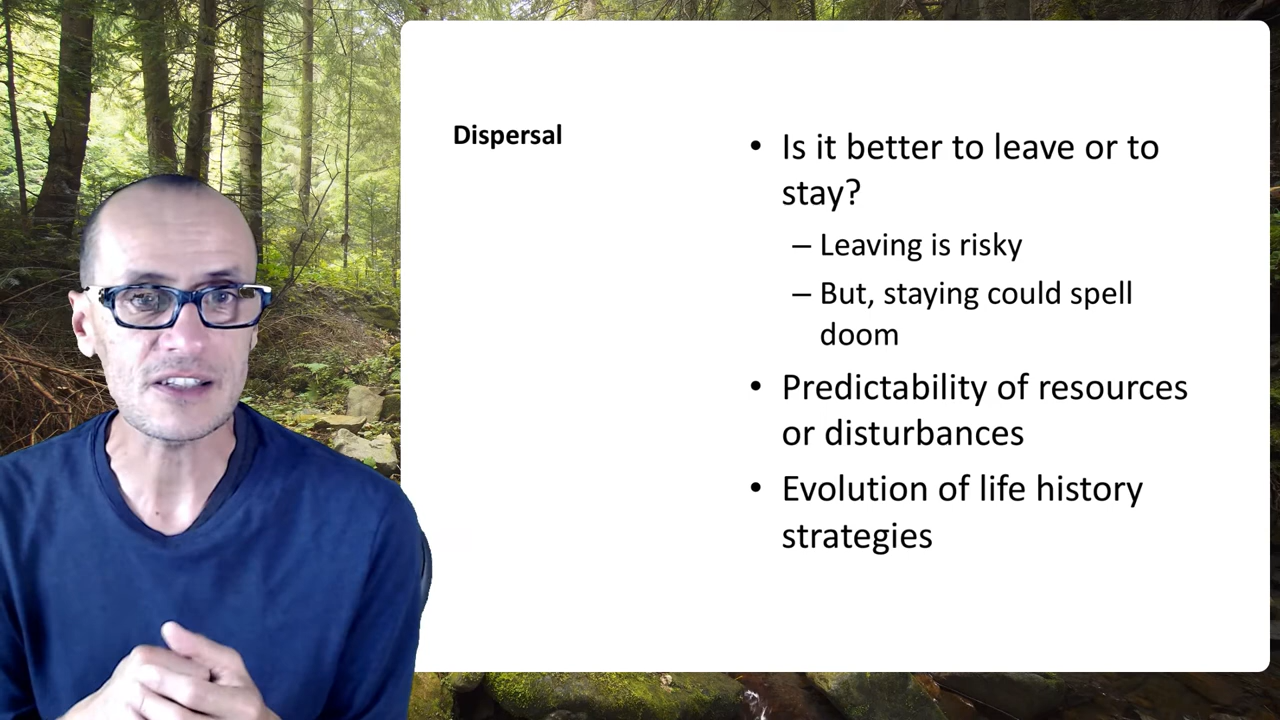 Dispersal
• Is it better to leave or to
stay?
– Leaving is risky
– But, staying could spell
doom
• Predictability of resources
or disturbances
• Evolution of life history
strategies